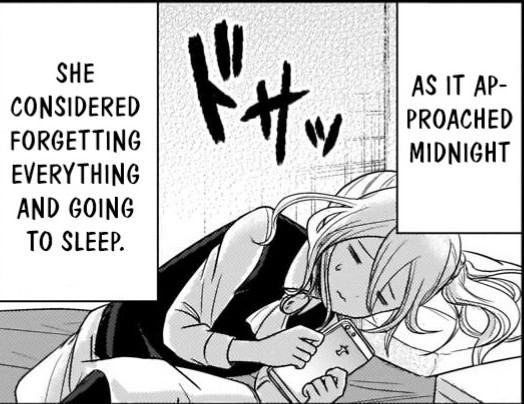 AS IT AP-
PROACHED
MIDNIGHT
ドサッ
SHE
CONSIDERED
FORGETTING
EVERYTHING
AND GOING
TO SLEEP.